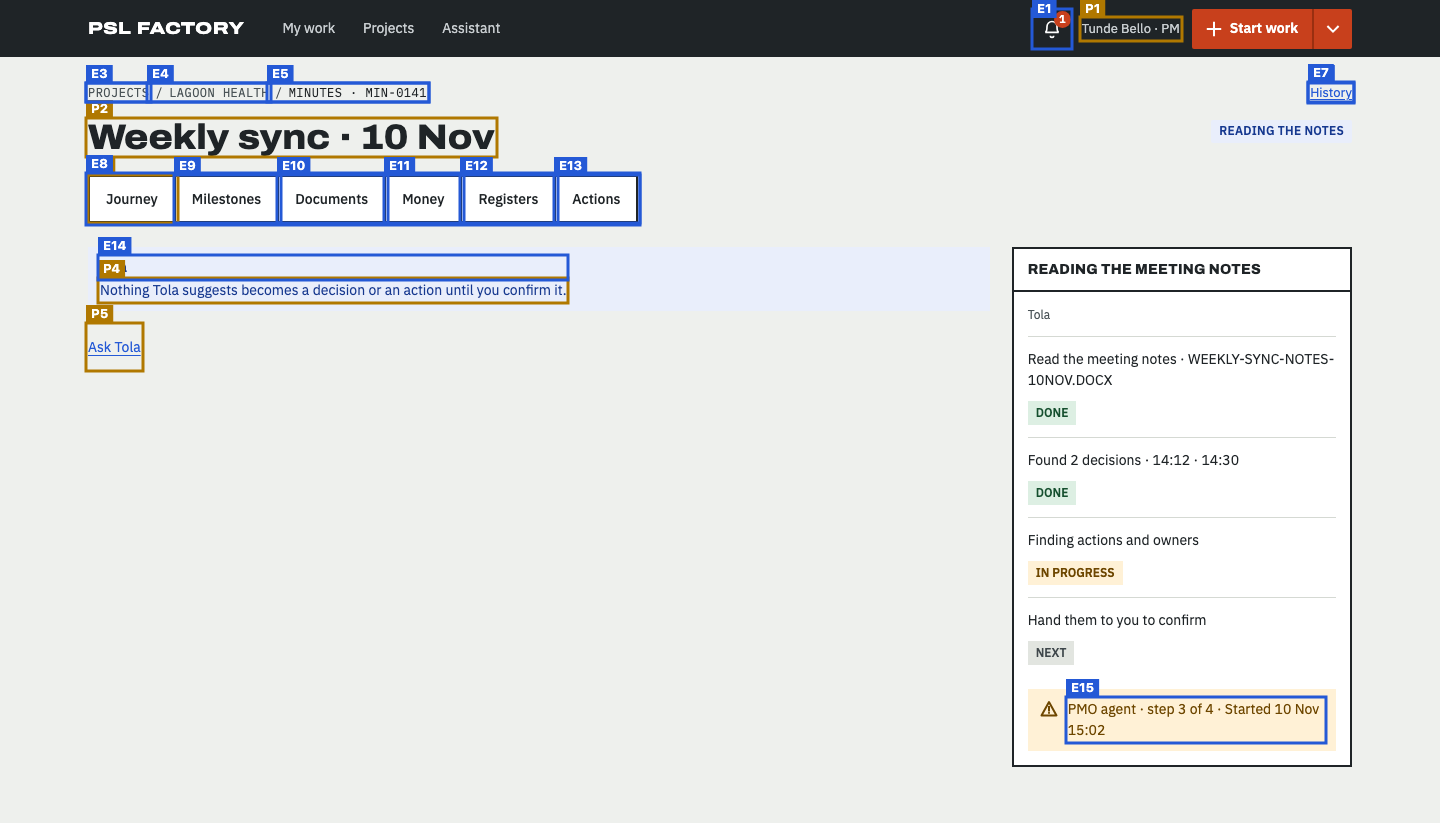 PSL FACTORY
My work
Projects
Assistant
E1
1
P1
Tunde Bello · PM
Start work
E3
E4
E5
E7
PROJECTS / LAGOON HEALTH / MINUTES · MIN-0141
History
P2
Weekly sync · 10 Nov
READING THE NOTES
E8
E9
E10
E11
E12
E13
Journey
Milestones
Documents
Money
Registers
Actions
E14
P4
Nothing Tola suggests becomes a decision or an action until you confirm it.
P5
Ask Tola
READING THE MEETING NOTES
Tola
Read the meeting notes · WEEKLY-SYNC-NOTES-
10NOV.DOCX
DONE
Found 2 decisions · 14:12 · 14:30
DONE
Finding actions and owners
IN PROGRESS
Hand them to you to confirm
NEXT
E15
PMO agent · step 3 of 4 · Started 10 Nov
15:02